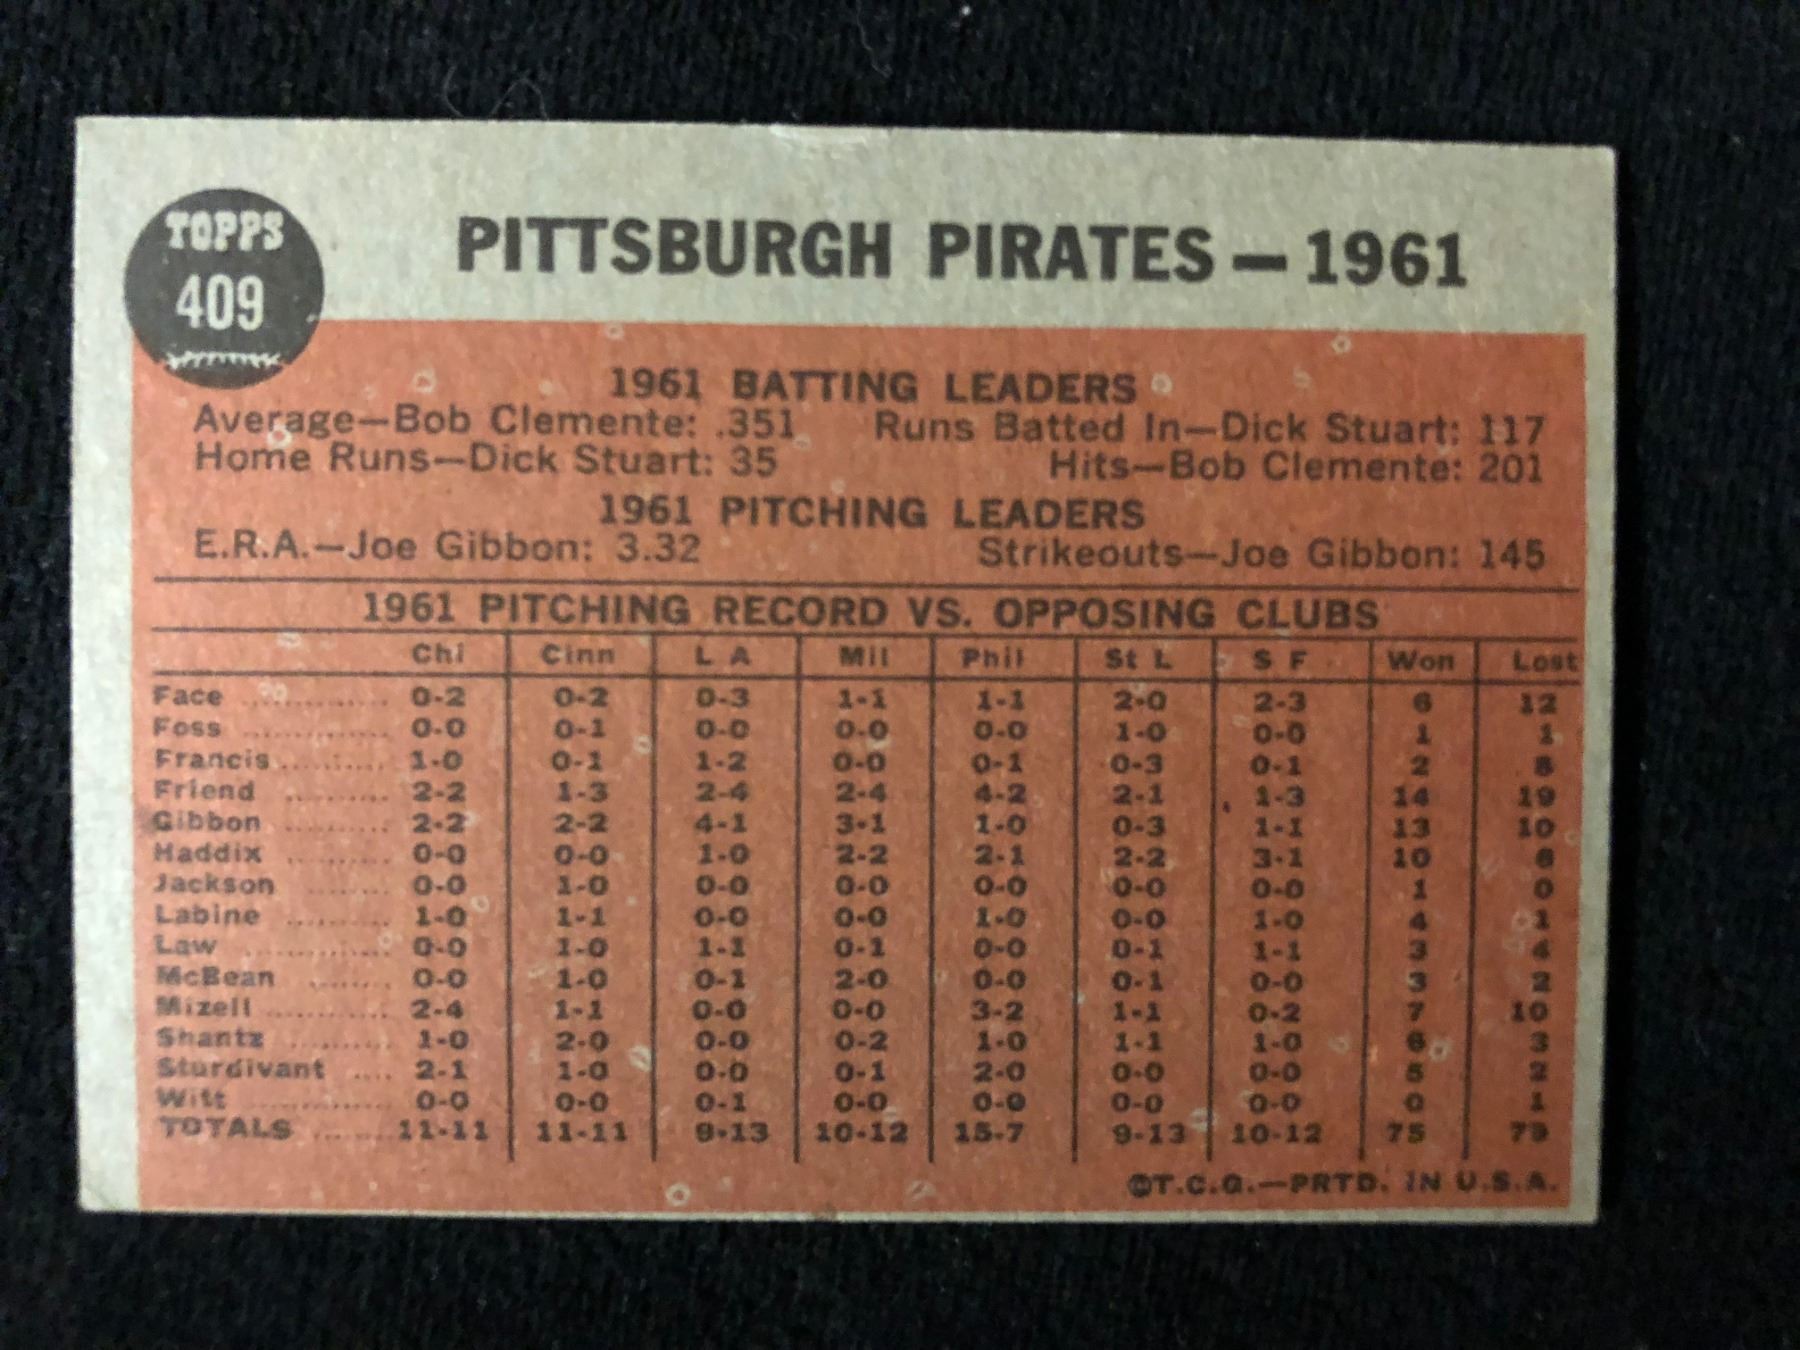 TOPPS
409
PITTSBURGH PIRATES — 1961
1961 BATTING LEADERS
Average—Bob Clemente: .351 Runs Batted In—Dick Stuart: 117
Home Runs—Dick Stuart: 35 Hits—Bob Clemente: 201
1961 PITCHING LEADERS
E.R.A.—Joe Gibbon: 3.32 Strikeouts—Joe Gibbon: 145
1961 PITCHING RECORD VS. OPPOSING CLUBS
Chi Cinn L A Mil Phil St L S F Won Lost
Face ............. 0-2 0-2 0-3 1-1 1-1 2-0 2-3 6 12
Foss ............. 0-0 0-1 0-0 0-0 0-0 1-0 0-0 1 1
Francis .......... 1-0 0-1 1-2 0-0 0-1 0-3 0-1 2 8
Friend .......... 2-2 1-3 2-4 2-4 4-2 2-1 1-3 14 19
Gibbon .......... 2-2 2-2 4-1 3-1 1-0 0-3 1-1 13 10
Haddix .......... 0-0 0-0 1-0 2-2 2-1 2-2 3-1 10 6
Jackson ........ 0-0 1-0 0-0 0-0 0-0 0-0 0-0 1 0
Labine .......... 1-0 1-1 0-0 0-0 1-0 0-0 1-0 4 1
Law ............. 0-0 1-0 1-1 0-1 0-0 0-1 1-1 3 4
McBean ........ 0-0 1-0 0-1 2-0 0-0 0-1 0-0 3 2
Mizell ............ 2-4 1-1 0-0 0-0 3-2 1-1 0-2 7 10
Shantz .......... 1-0 2-0 0-0 0-2 1-0 1-1 1-0 6 3
Sturdivant .... 2-1 1-0 0-0 0-1 2-0 0-0 0-0 5 2
Witt ............. 0-0 0-0 0-1 0-0 0-0 0-0 0-0 0 1
TOTALS ........ 11-11 11-11 9-13 10-12 15-7 9-13 10-12 75 79
©T.C.G.—PRTD. IN U.S.A.